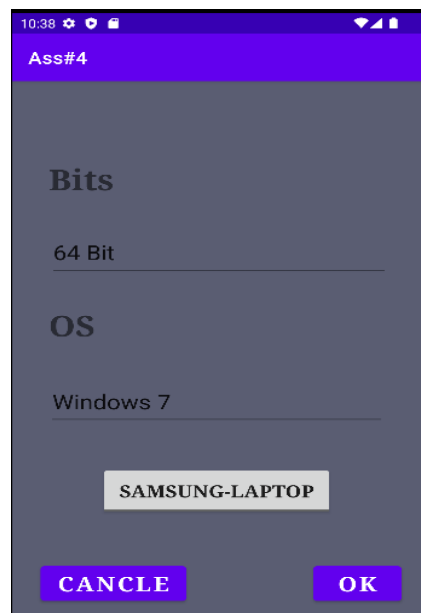 10:38
Ass#4
Bits
64 Bit
OS
Windows 7
SAMSUNG-LAPTOP
CANCLE OK